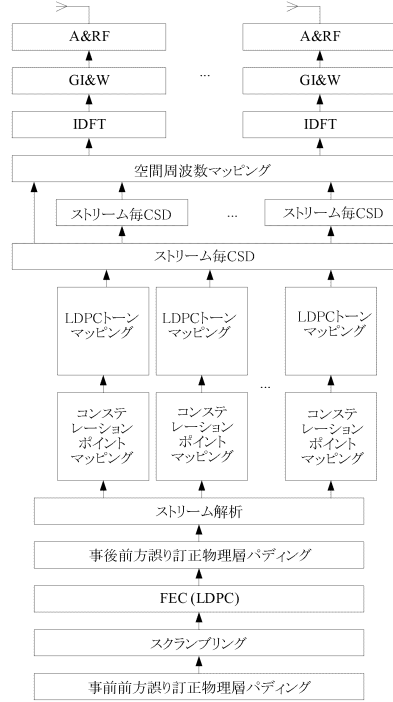 A&RF
A&RF
GI&W
...
GI&W
IDFT
IDFT
空間周波数マッピング
ストリーム毎CSD
...
ストリーム毎CSD
ストリーム毎CSD
LDPCトーン
マッピング
LDPCトーン
マッピング
LDPCトーン
マッピング
...
コンステ
レーション
ポイント
マッピング
コンステ
レーション
ポイント
マッピング
コンステ
レーション
ポイント
マッピング
ストリーム解析
事後前方誤り訂正物理層パディング
FEC (LDPC)
スクランブリング
事前前方誤り訂正物理層パディング